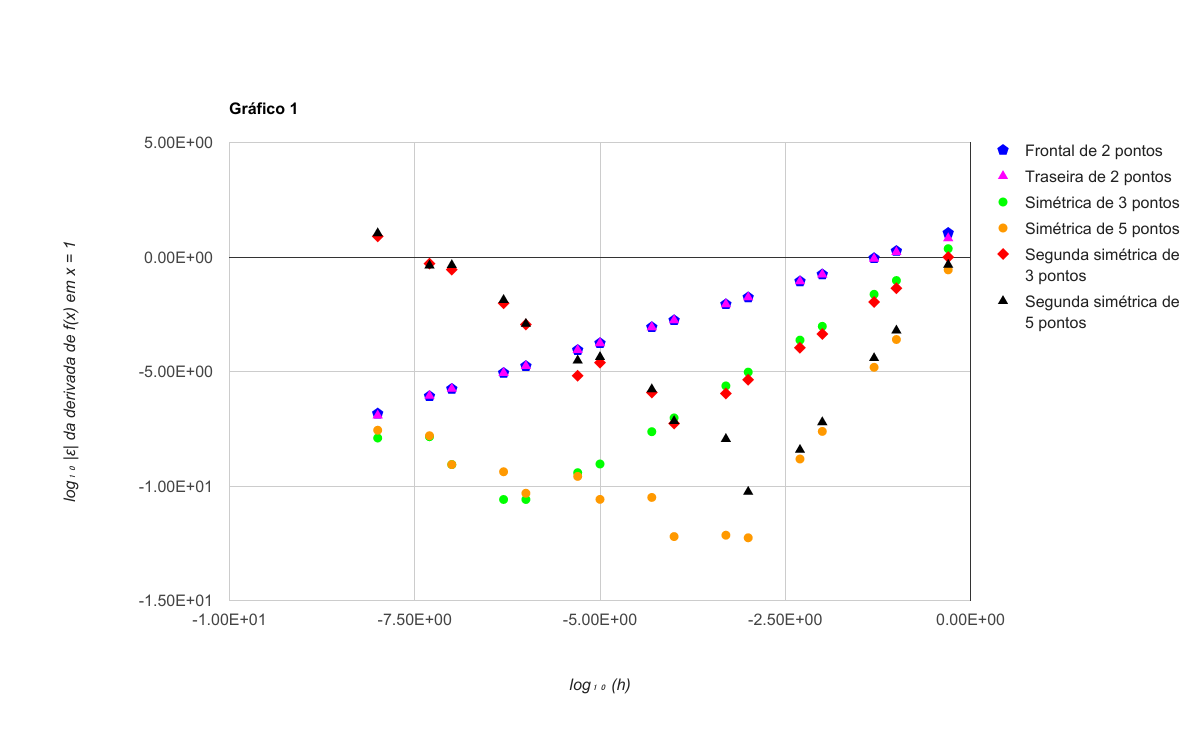 Gráfico 1
5.00E+00
0.00E+00
-5.00E+00
-1.00E+01
-1.50E+01
-1.00E+01
-7.50E+00
-5.00E+00
-2.50E+00
0.00E+00
log₁₀ |ε| da derivada de f(x) em x = 1
log₁₀ (h)
Frontal de 2 pontos
Traseira de 2 pontos
Simétrica de 3 pontos
Simétrica de 5 pontos
Segunda simétrica de
3 pontos
Segunda simétrica de
5 pontos